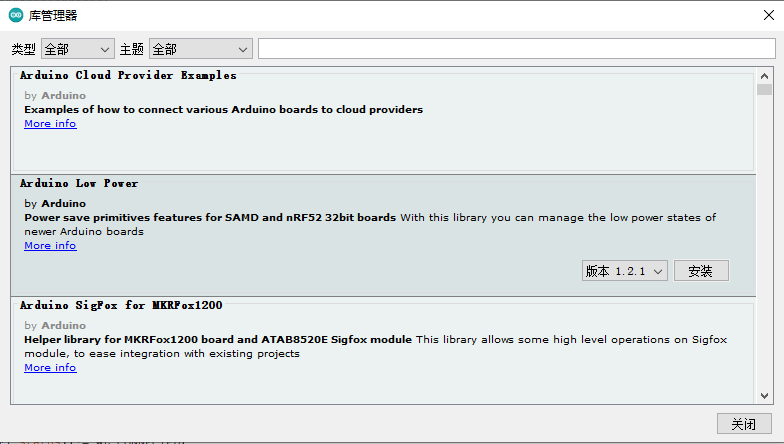 库管理器
类型 全部 主题 全部
Arduino Cloud Provider Examples
by Arduino
Examples of how to connect various Arduino boards to cloud providers
More info
Arduino Low Power
by Arduino
Power save primitives features for SAMD and nRF52 32bit boards With this library you can manage the low power states of
newer Arduino boards
More info
版本 1.2.1 安装
Arduino SigFox for MKRFox1200
by Arduino
Helper library for MKRFox1200 board and ATAB8520E Sigfox module This library allows some high level operations on Sigfox
module, to ease integration with existing projects
More info
关闭